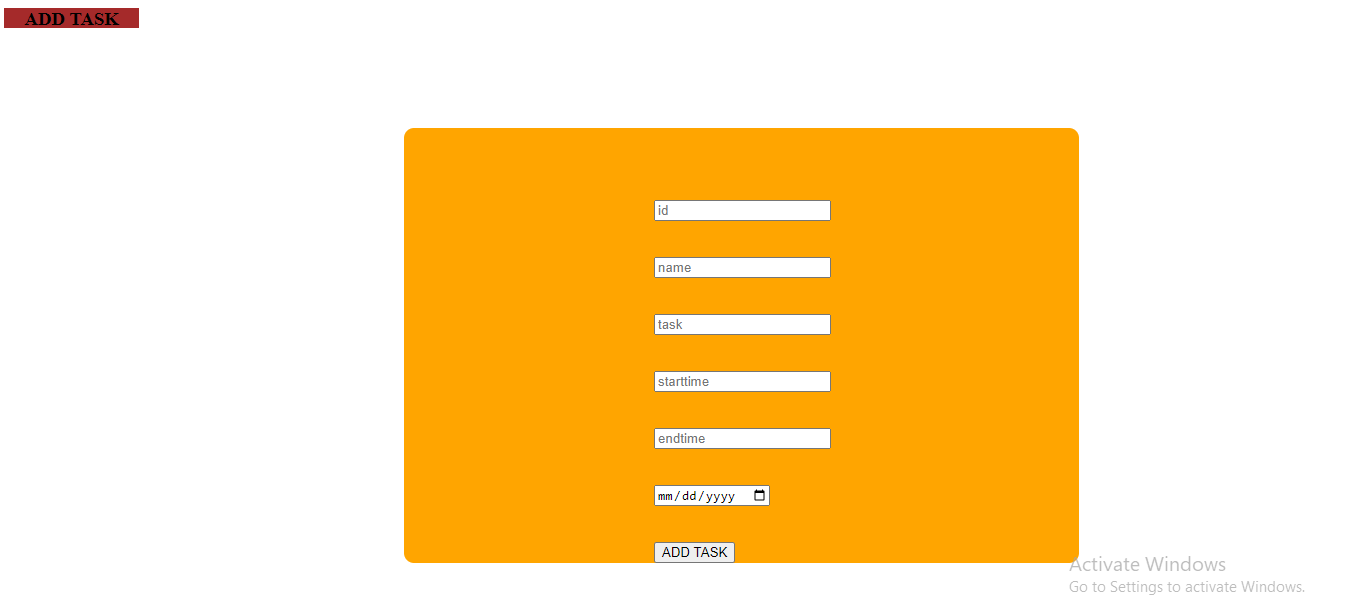 ADD TASK
id
name
task
starttime
endtime
mm/dd/yyyy
ADD TASK
Activate Windows
Go to Settings to activate Windows.